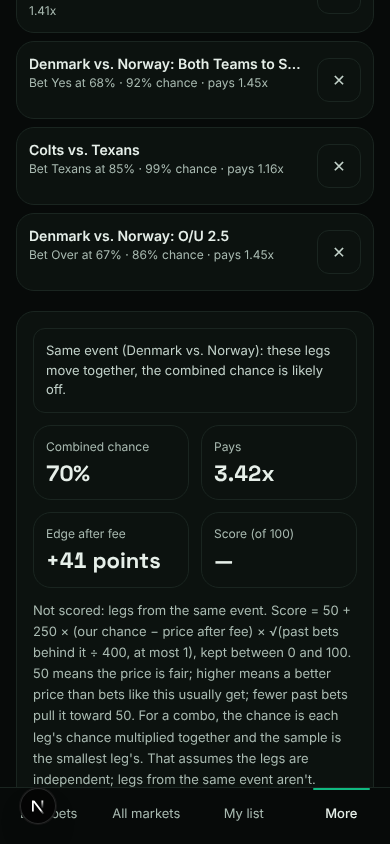 1.41x
Denmark vs. Norway: Both Teams to S...
Bet Yes at 68% · 92% chance · pays 1.45x
×
Colts vs. Texans
Bet Texans at 85% · 99% chance · pays 1.16x
×
Denmark vs. Norway: O/U 2.5
Bet Over at 67% · 86% chance · pays 1.45x
×
Same event (Denmark vs. Norway): these legs
move together, the combined chance is likely
off.
Combined chance
70%
Pays
3.42x
Edge after fee
+41 points
Score (of 100)
—
Not scored: legs from the same event. Score = 50 +
250 × (our chance − price after fee) × √(past bets
behind it ÷ 400, at most 1), kept between 0 and 100.
50 means the price is fair; higher means a better
price than bets like this usually get; fewer past bets
pull it toward 50. For a combo, the chance is each
leg's chance multiplied together and the sample is
the smallest leg's. That assumes the legs are
independent; legs from the same event aren't.
N
bets
All markets
My list
More